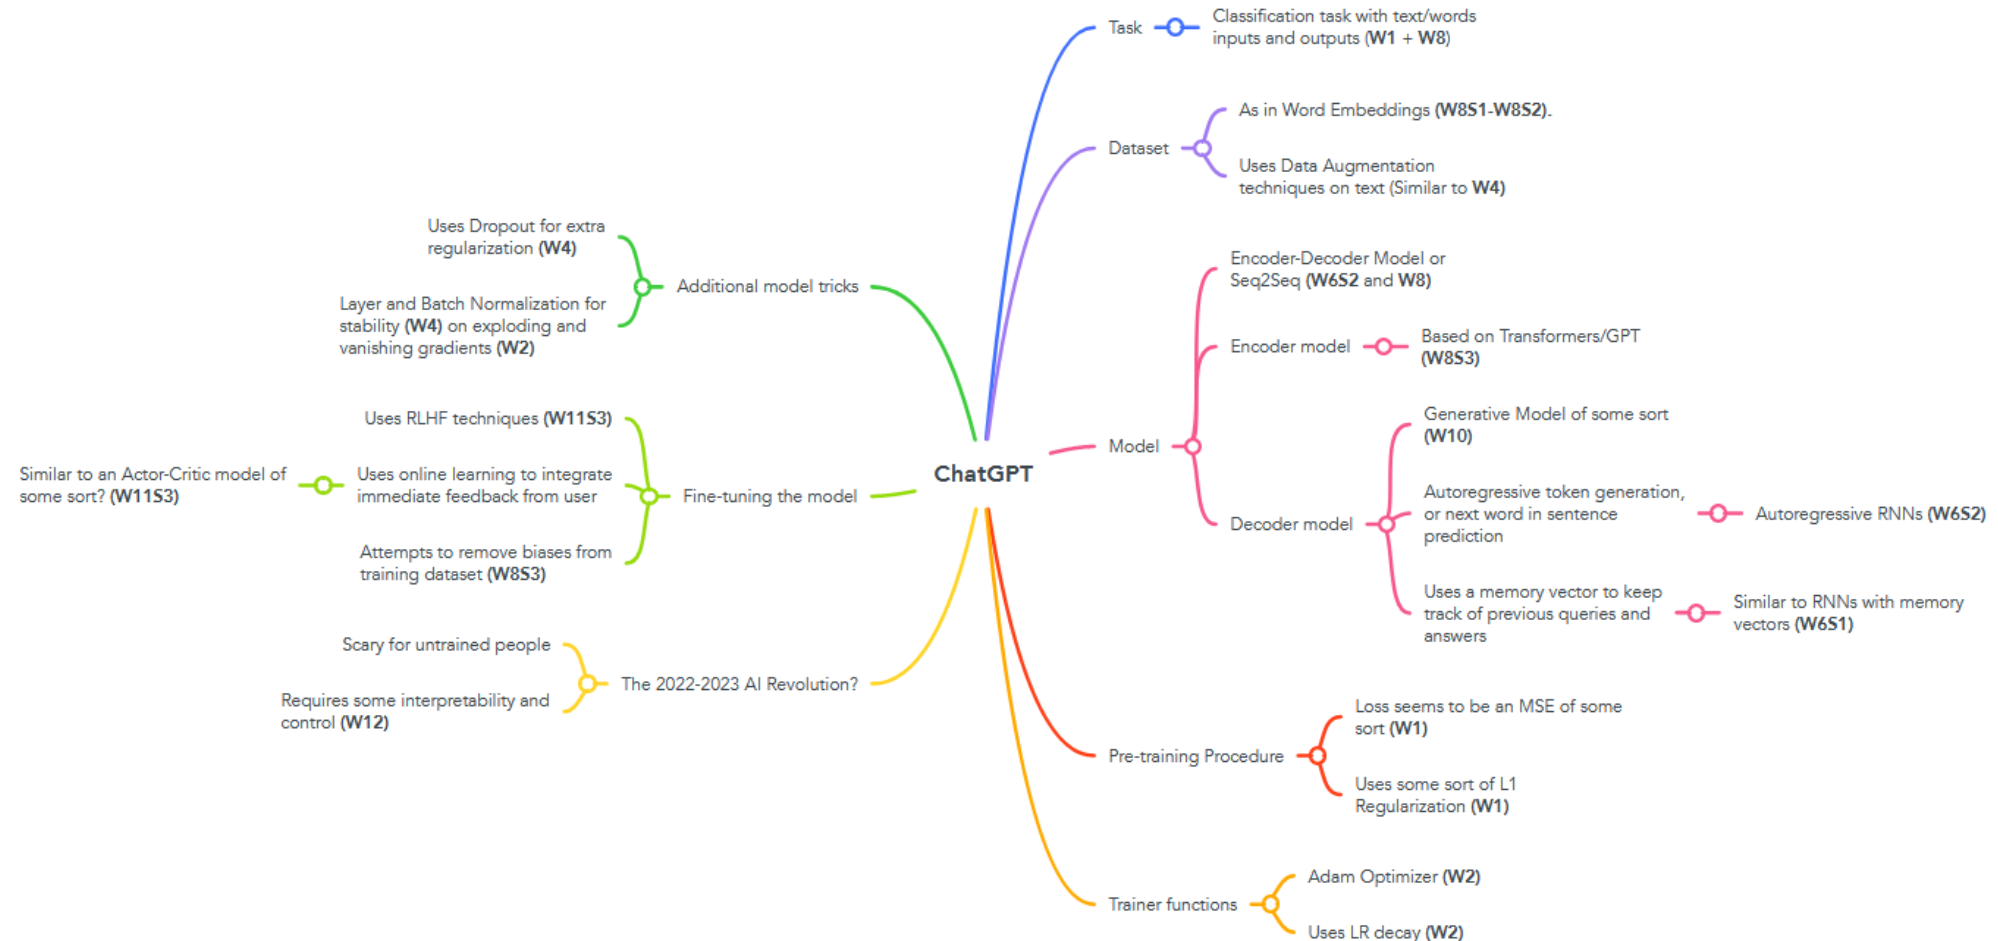 ChatGPT
Task
Classification task with text/words
inputs and outputs (W1 + W8)
Dataset
As in Word Embeddings (W8S1-W8S2).
Uses Data Augmentation
techniques on text (Similar to W4)
Model
Encoder-Decoder Model or
Seq2Seq (W6S2 and W8)
Encoder model
Based on Transformers/GPT
(W8S3)
Decoder model
Generative Model of some sort
(W10)
Autoregressive token generation,
or next word in sentence
prediction
Autoregressive RNNs (W6S2)
Uses a memory vector to keep
track of previous queries and
answers
Similar to RNNs with memory
vectors (W6S1)
Pre-training Procedure
Loss seems to be an MSE of some
sort (W1)
Uses some sort of L1
Regularization (W1)
Trainer functions
Adam Optimizer (W2)
Uses LR decay (W2)
Additional model tricks
Uses Dropout for extra
regularization (W4)
Layer and Batch Normalization for
stability (W4) on exploding and
vanishing gradients (W2)
Fine-tuning the model
Uses RLHF techniques (W11S3)
Uses online learning to integrate
immediate feedback from user
Similar to an Actor-Critic model of
some sort? (W11S3)
Attempts to remove biases from
training dataset (W8S3)
The 2022-2023 AI Revolution?
Scary for untrained people
Requires some interpretability and
control (W12)